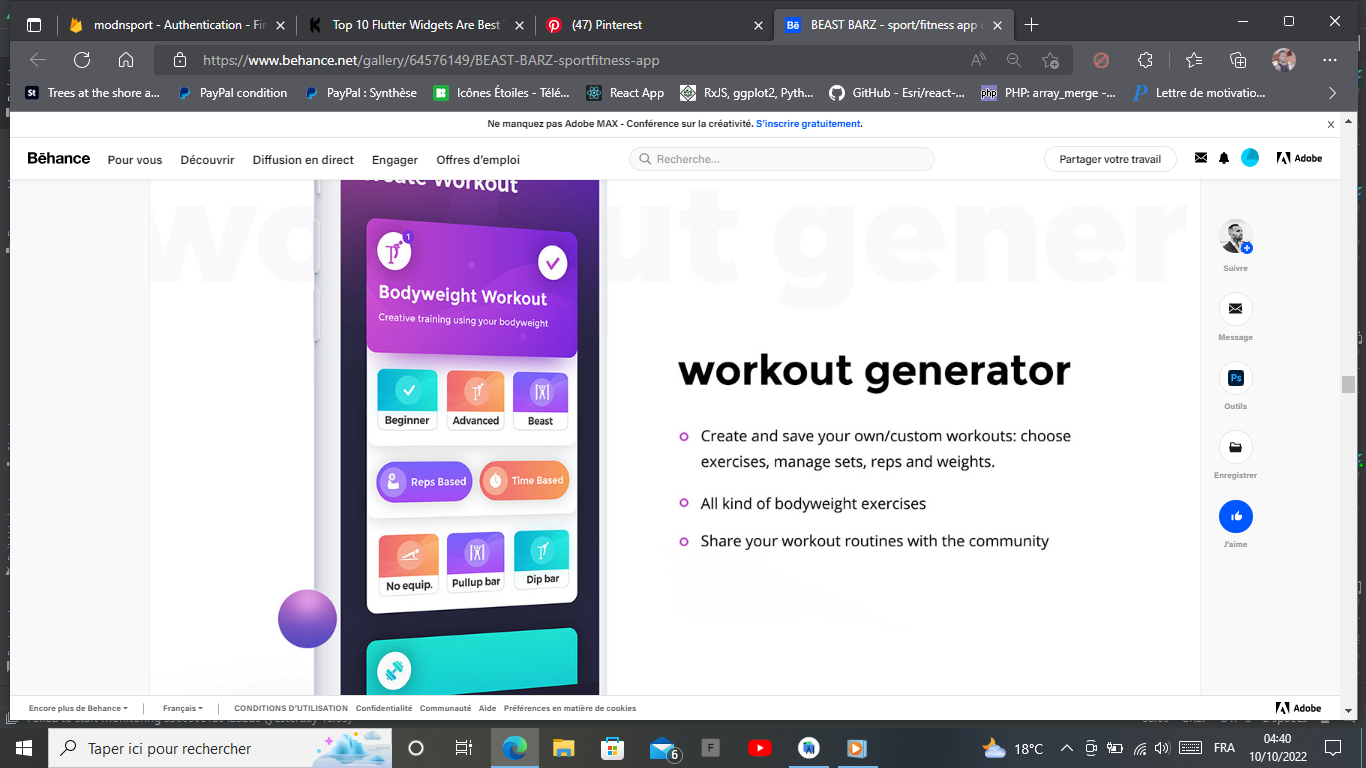 modnsport - Authentication - Fir
Top 10 Flutter Widgets Are Best T
(47) Pinterest
BEAST BARZ - sport/fitness app c
https://www.behance.net/gallery/64576149/BEAST-BARZ-sportfitness-app
Trees at the shore a...
PayPal condition
PayPal : Synthèse
Icônes Étoiles - Télé...
React App
RxJS, ggplot2, Pyth...
GitHub - Esri/react-...
PHP: array_merge -...
Lettre de motivatio...
Ne manquez pas Adobe MAX - Conférence sur la créativité. S'inscrire gratuitement.
Bēhance
Pour vous
Découvrir
Diffusion en direct
Engager
Offres d'emploi
Recherche...
Partager votre travail
Adobe
workout gener
Create Workout
1
Bodyweight Workout
Creative training using your bodyweight
Beginner
Advanced
Beast
Reps Based
Time Based
No equip.
Pullup bar
Dip bar
workout generator
Create and save your own/custom workouts: choose
exercises, manage sets, reps and weights.
All kind of bodyweight exercises
Share your workout routines with the community
Suivre
Message
Ps
Outils
Enregistrer
J'aime
Encore plus de Behance
Français
CONDITIONS D'UTILISATION
Confidentialité
Communauté
Aide
Préférences en matière de cookies
Adobe
Taper ici pour rechercher
6
F
18°C
FRA
04:40
10/10/2022